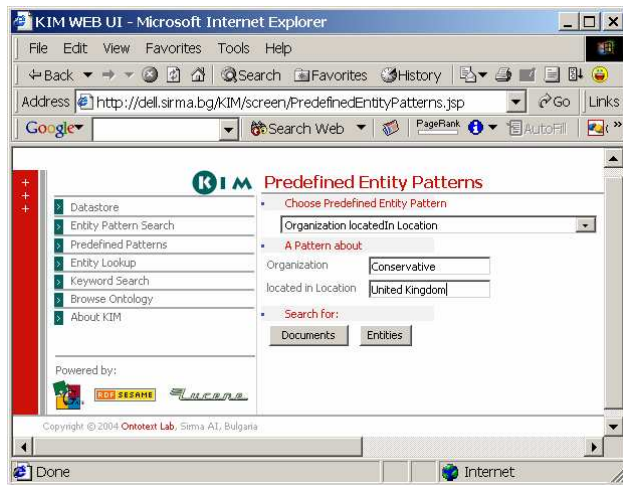 KIM WEB UI - Microsoft Internet Explorer
File Edit View Favorites Tools Help
Back Search Favorites History
Address http://dell.sirma.bg/KIM/screen/PredefinedEntityPatterns.jsp Go Links
Google Search Web PageRank AutoFill
KIM Predefined Entity Patterns
Choose Predefined Entity Pattern
Organization locatedIn Location
A Pattern about
Organization Conservative
located in Location United Kingdom
Search for:
Documents Entities
Datastore
Entity Pattern Search
Predefined Patterns
Entity Lookup
Keyword Search
Browse Ontology
About KIM
Powered by:
RDF SESAME Lucene
Copyright © 2004 Ontotext Lab, Sirma AI, Bulgaria
Done Internet